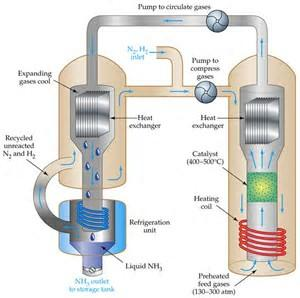 Pump to circulate gases
N₂, H₂
inlet
Pump to
compress
gases
Expanding
gases cool
Heat
exchanger
Heat
exchanger
Recycled
unreacted
N₂ and H₂
Catalyst
(400–500°C)
Heating
coil
Refrigeration
unit
Liquid NH₃
NH₃ outlet
to storage tank
Preheated
feed gases
(130–300 atm)